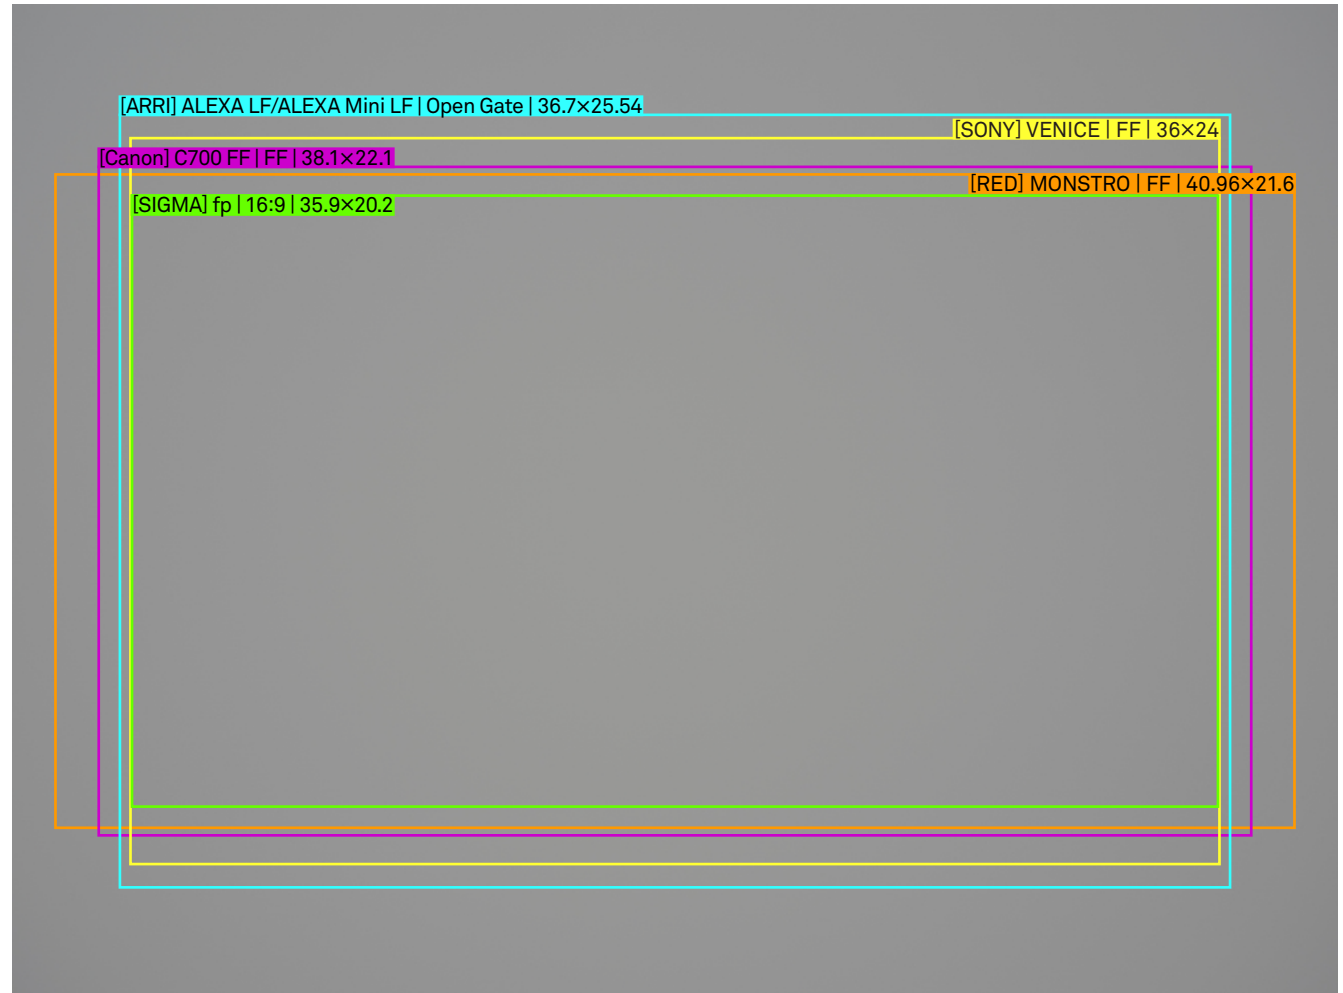 [ARRI] ALEXA LF/ALEXA Mini LF | Open Gate | 36.7×25.54
[SONY] VENICE | FF | 36×24
[Canon] C700 FF | FF | 38.1×22.1
[RED] MONSTRO | FF | 40.96×21.6
[SIGMA] fp | 16:9 | 35.9×20.2